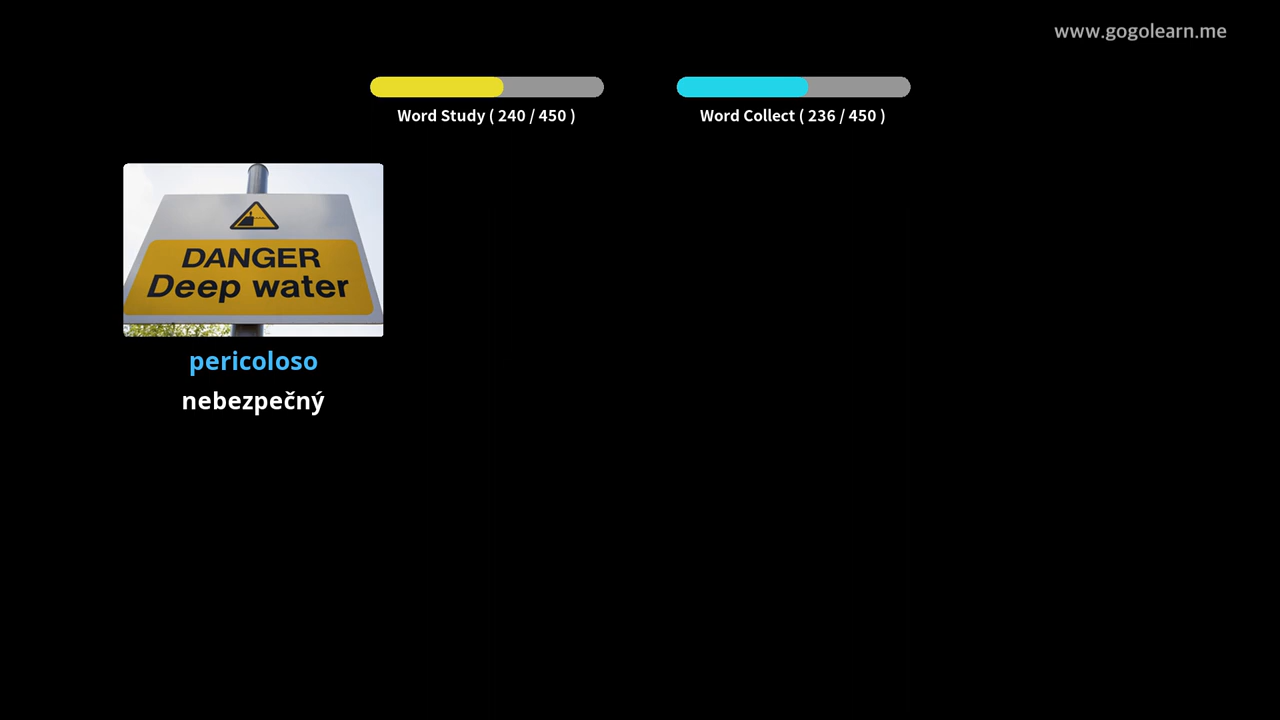 www.gogolearn.me
Word Study ( 240 / 450 )
Word Collect ( 236 / 450 )
DANGER
Deep water
pericoloso
nebezpečný